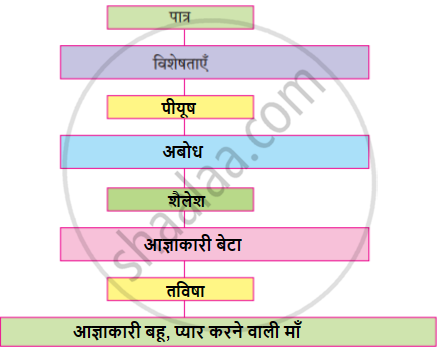 पात्र
विशेषताएँ
पीयूष
अबोध
शैलेश
आज्ञाकारी बेटा
तविषा
आज्ञाकारी बहू, प्यार करने वाली माँ
shaalaa.com